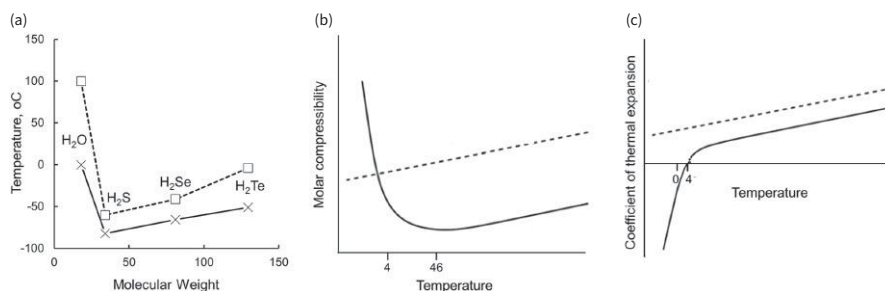 (a)
Temperature, oC
150
100
50
0
-50
-100
H₂O
H₂S
H₂Se
H₂Te
0
50
100
150
Molecular Weight
(b)
Molar compressibility
4
46
Temperature
(c)
Coefficient of thermal expansion
0
4
Temperature